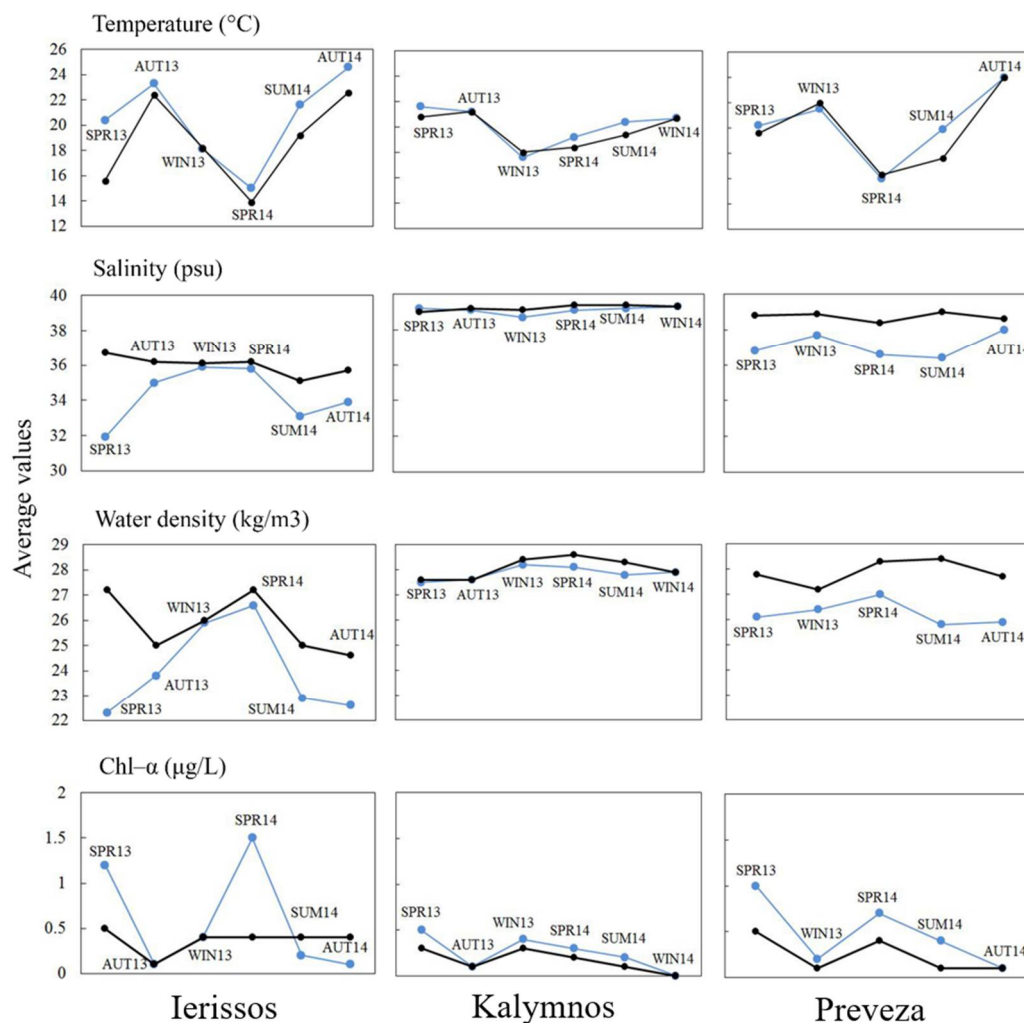 Temperature (°C)
26
24
22
20
18
16
14
12
SPR13
AUT13
WIN13
SPR14
SUM14
AUT14
SPR13
AUT13
WIN13
SPR14
SUM14
WIN14
SPR13
WIN13
SPR14
SUM14
AUT14
Salinity (psu)
40
38
36
34
32
30
SPR13
AUT13
WIN13
SPR14
SUM14
AUT14
SPR13
AUT13
WIN13
SPR14
SUM14
WIN14
SPR13
WIN13
SPR14
SUM14
AUT14
Average values
Water density (kg/m3)
29
28
27
26
25
24
23
22
SPR13
AUT13
WIN13
SPR14
SUM14
AUT14
SPR13
AUT13
WIN13
SPR14
SUM14
WIN14
SPR13
WIN13
SPR14
SUM14
AUT14
Chl–α (μg/L)
2
1.5
1
0.5
0
SPR13
AUT13
WIN13
SPR14
SUM14
AUT14
SPR13
AUT13
WIN13
SPR14
SUM14
WIN14
SPR13
WIN13
SPR14
SUM14
AUT14
Ierissos
Kalymnos
Preveza